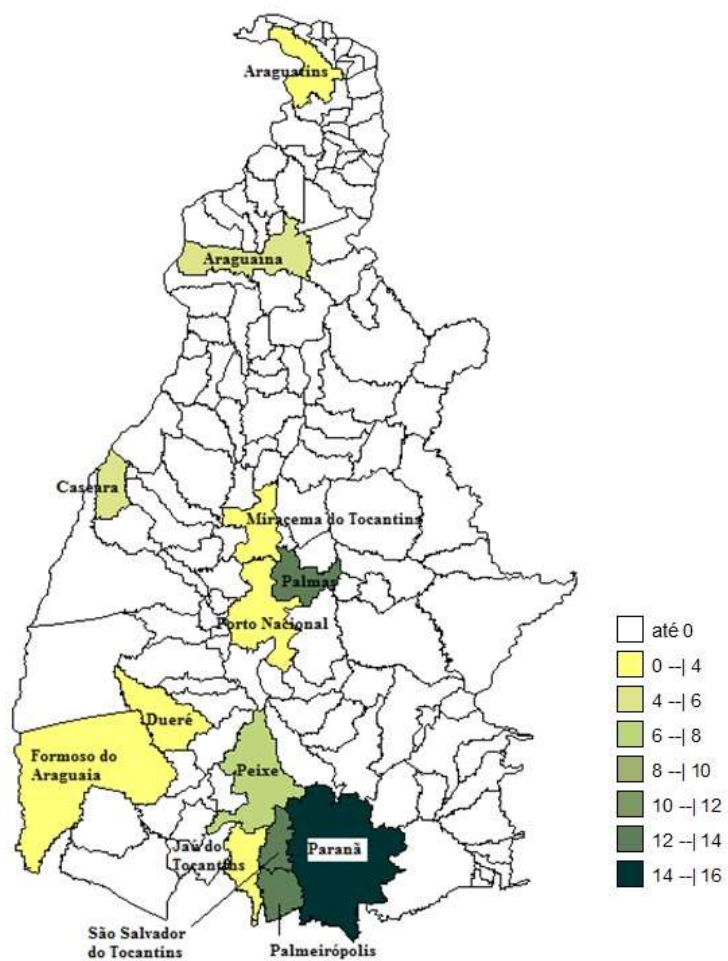 Araguatins
Araguaína
Caseara
Miracema do Tocantins
Palmas
Porto Nacional
Dueré
Formoso do
Araguaia
Peixe
Jaú do
Tocantins
Paranã
São Salvador
do Tocantins
Palmeirópolis
até 0
0 --| 4
4 --| 6
6 --| 8
8 --| 10
10 --| 12
12 --| 14
14 --| 16